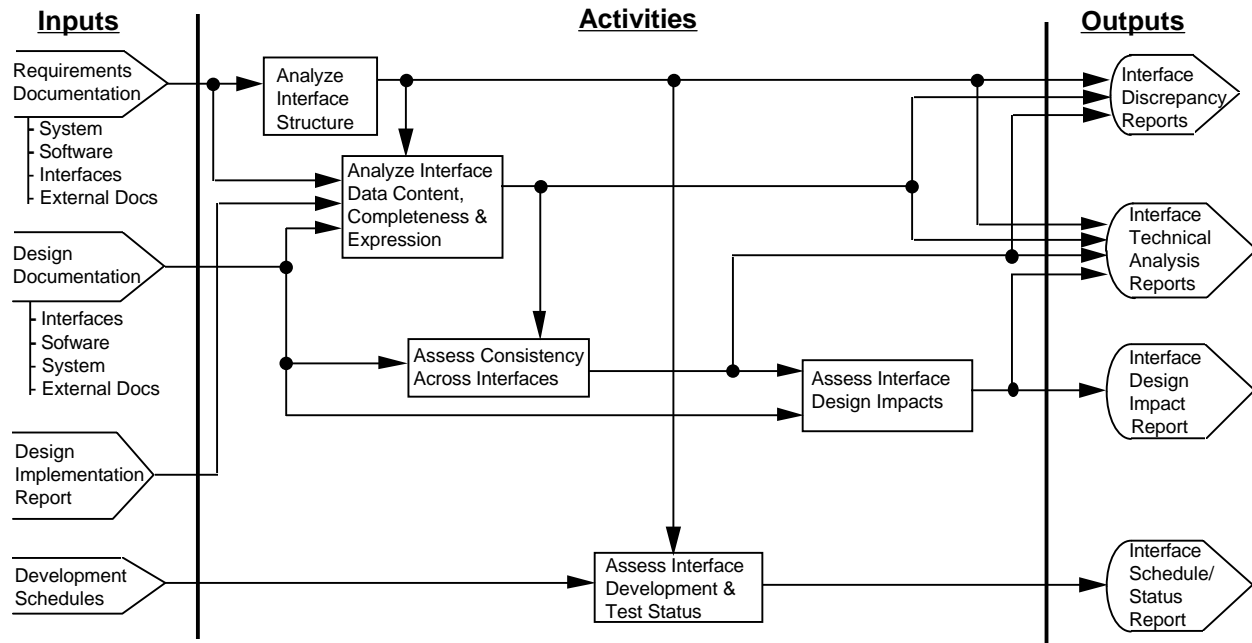 Inputs
Activities
Outputs
Requirements
Documentation
- System
- Software
- Interfaces
- External Docs
Design
Documentation
- Interfaces
- Sofware
- System
- External Docs
Design
Implementation
Report
Development
Schedules
Analyze
Interface
Structure
Analyze Interface
Data Content,
Completeness &
Expression
Assess Consistency
Across Interfaces
Assess Interface
Design Impacts
Assess Interface
Development &
Test Status
Interface
Discrepancy
Reports
Interface
Technical
Analysis
Reports
Interface
Design
Impact
Report
Interface
Schedule/
Status
Report